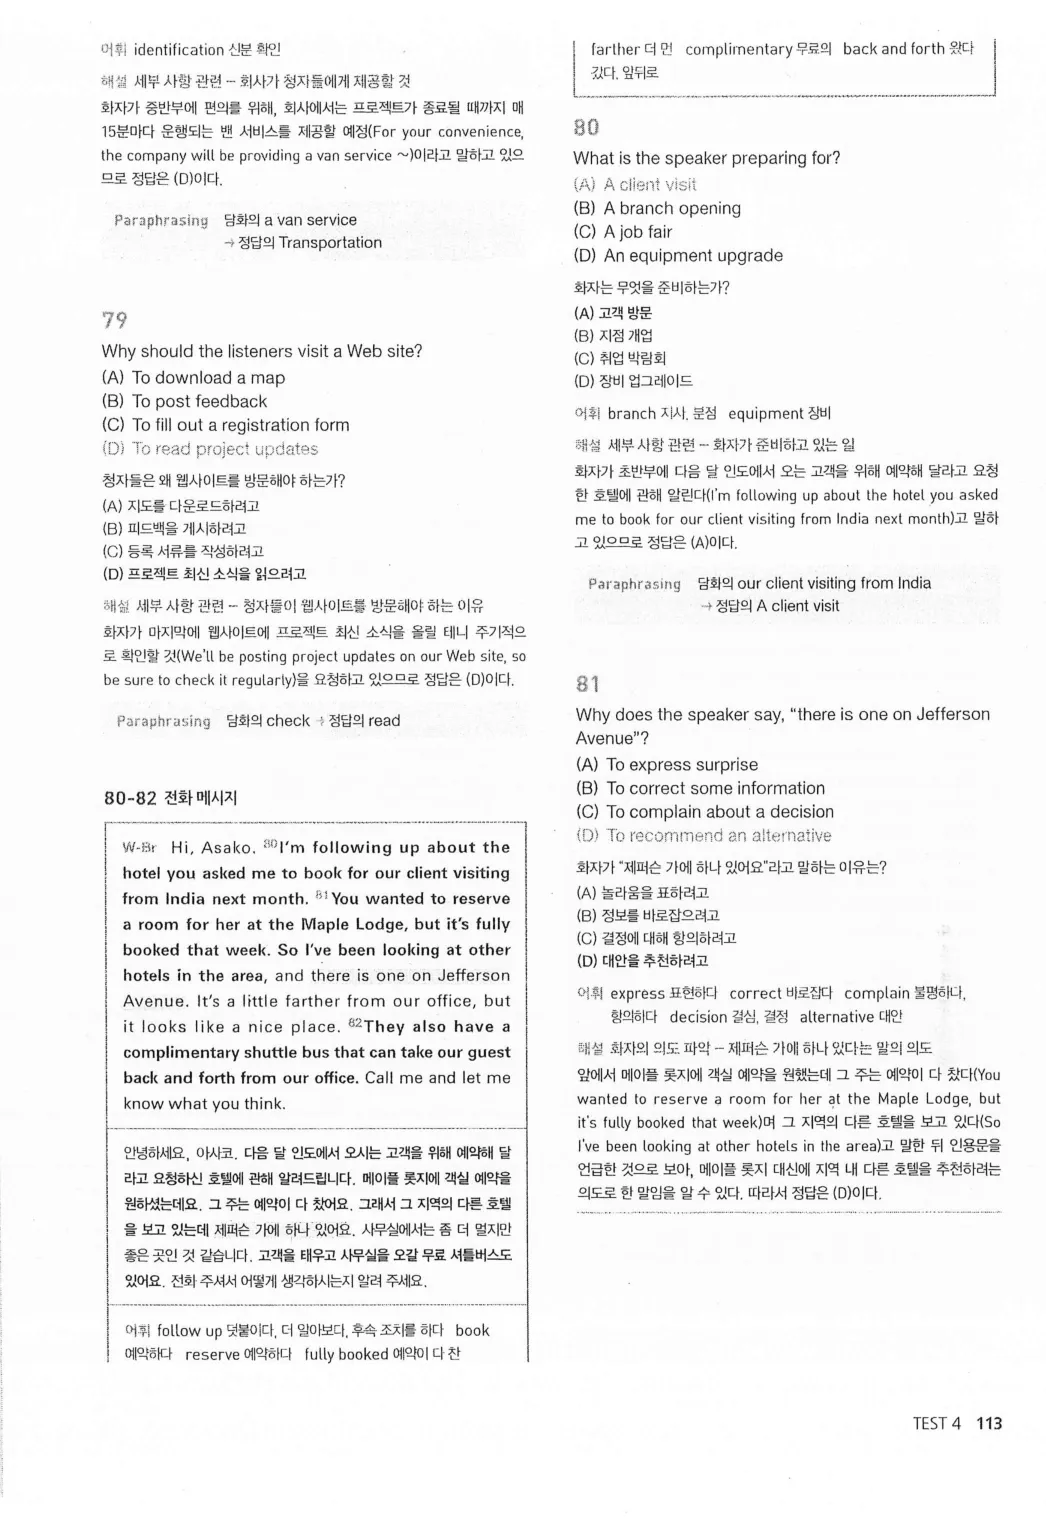 어휘 identification 신분 확인
해설 세부 사항 관련 – 회사가 청자들에게 제공할 것
화자가 중반부에 편의를 위해, 회사에서는 프로젝트가 종료될 때까지 매
15분마다 운행되는 밴 서비스를 제공할 예정(For your convenience,
the company will be providing a van service ~)이라고 말하고 있으
므로 정답은 (D)이다.
Paraphrasing 담화의 a van service
→ 정답의 Transportation
79
Why should the listeners visit a Web site?
(A) To download a map
(B) To post feedback
(C) To fill out a registration form
(D) To read project updates
청자들은 왜 웹사이트를 방문해야 하는가?
(A) 지도를 다운로드하려고
(B) 피드백을 게시하려고
(C) 등록 서류를 작성하려고
(D) 프로젝트 최신 소식을 읽으려고
해설 세부 사항 관련 – 청자들이 웹사이트를 방문해야 하는 이유
화자가 마지막에 웹사이트에 프로젝트 최신 소식을 올릴 테니 주기적으
로 확인할 것(We'll be posting project updates on our Web site, so
be sure to check it regularly)을 요청하고 있으므로 정답은 (D)이다.
Paraphrasing 담화의 check → 정답의 read
80-82 전화 메시지
W-Br Hi, Asako. 80I'm following up about the
hotel you asked me to book for our client visiting
from India next month. 81You wanted to reserve
a room for her at the Maple Lodge, but it's fully
booked that week. So I've been looking at other
hotels in the area, and there is one on Jefferson
Avenue. It's a little farther from our office, but
it looks like a nice place. 82They also have a
complimentary shuttle bus that can take our guest
back and forth from our office. Call me and let me
know what you think.
안녕하세요, 아사코. 다음 달 인도에서 오시는 고객을 위해 예약해 달
라고 요청하신 호텔에 관해 알려드립니다. 메이플 롯지에 객실 예약을
원하셨는데요. 그 주는 예약이 다 찼어요. 그래서 그 지역의 다른 호텔
을 보고 있는데 제퍼슨 가에 하나 있어요. 사무실에서는 좀 더 멀지만
좋은 곳인 것 같습니다. 고객을 태우고 사무실을 오갈 무료 셔틀버스도
있어요. 전화 주셔서 어떻게 생각하시는지 알려 주세요.
어휘 follow up 덧붙이다, 더 알아보다, 후속 조치를 하다 book
예약하다 reserve 예약하다 fully booked 예약이 다 찬
farther 더 먼 complimentary 무료의 back and forth 왔다
갔다, 앞뒤로
80
What is the speaker preparing for?
(A) A client visit
(B) A branch opening
(C) A job fair
(D) An equipment upgrade
화자는 무엇을 준비하는가?
(A) 고객 방문
(B) 지점 개업
(C) 취업 박람회
(D) 장비 업그레이드
어휘 branch 지사, 분점 equipment 장비
해설 세부 사항 관련 – 화자가 준비하고 있는 일
화자가 초반부에 다음 달 인도에서 오는 고객을 위해 예약해 달라고 요청
한 호텔에 관해 알린다(I'm following up about the hotel you asked
me to book for our client visiting from India next month)고 말하
고 있으므로 정답은 (A)이다.
Paraphrasing 담화의 our client visiting from India
→ 정답의 A client visit
81
Why does the speaker say, “there is one on Jefferson
Avenue”?
(A) To express surprise
(B) To correct some information
(C) To complain about a decision
(D) To recommend an alternative
화자가 “제퍼슨 가에 하나 있어요”라고 말하는 이유는?
(A) 놀라움을 표하려고
(B) 정보를 바로잡으려고
(C) 결정에 대해 항의하려고
(D) 대안을 추천하려고
어휘 express 표현하다 correct 바로잡다 complain 불평하다,
항의하다 decision 결심, 결정 alternative 대안
해설 화자의 의도 파악 – 제퍼슨 가에 하나 있다는 말의 의도
앞에서 메이플 롯지에 객실 예약을 원했는데 그 주는 예약이 다 찼다(You
wanted to reserve a room for her at the Maple Lodge, but
it's fully booked that week)며 그 지역의 다른 호텔을 보고 있다(So
I've been looking at other hotels in the area)고 말한 뒤 인용문을
언급한 것으로 보아, 메이플 롯지 대신에 지역 내 다른 호텔을 추천하려는
의도로 한 말임을 알 수 있다. 따라서 정답은 (D)이다.
TEST 4 113